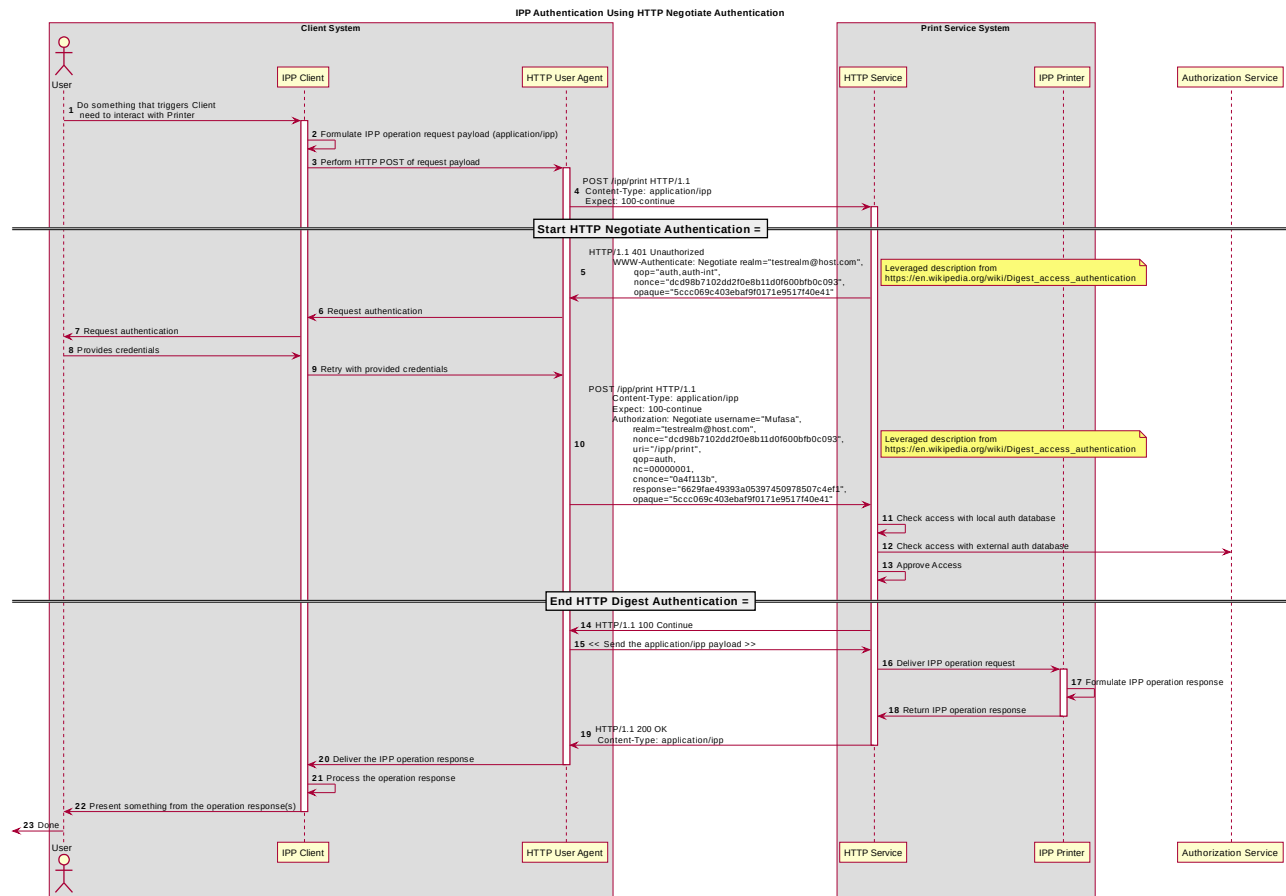 IPP Authentication Using HTTP Negotiate Authentication
Client System
Print Service System
User
IPP Client
HTTP User Agent
HTTP Service
IPP Printer
Authorization Service
1 Do something that triggers Client
need to interact with Printer
2 Formulate IPP operation request payload (application/ipp)
3 Perform HTTP POST of request payload
POST /ipp/print HTTP/1.1
4 Content-Type: application/ipp
Expect: 100-continue
Start HTTP Negotiate Authentication =
HTTP/1.1 401 Unauthorized
WWW-Authenticate: Negotiate realm="testrealm@host.com",
5 qop="auth,auth-int",
nonce="dcd98b7102dd2f0e8b11d0f600bfb0c093",
opaque="5ccc069c403ebaf9f0171e9517f40e41"
Leveraged description from
https://en.wikipedia.org/wiki/Digest_access_authentication
6 Request authentication
7 Request authentication
8 Provides credentials
9 Retry with provided credentials
POST /ipp/print HTTP/1.1
Content-Type: application/ipp
Expect: 100-continue
Authorization: Negotiate username="Mufasa",
realm="testrealm@host.com",
nonce="dcd98b7102dd2f0e8b11d0f600bfb0c093",
10 uri="/ipp/print",
qop=auth,
nc=00000001,
cnonce="0a4f113b",
response="6629fae49393a05397450978507c4ef1",
opaque="5ccc069c403ebaf9f0171e9517f40e41"
Leveraged description from
https://en.wikipedia.org/wiki/Digest_access_authentication
11 Check access with local auth database
12 Check access with external auth database
13 Approve Access
End HTTP Digest Authentication =
14 HTTP/1.1 100 Continue
15 << Send the application/ipp payload >>
16 Deliver IPP operation request
17 Formulate IPP operation response
18 Return IPP operation response
19 HTTP/1.1 200 OK
Content-Type: application/ipp
20 Deliver the IPP operation response
21 Process the operation response
22 Present something from the operation response(s)
23 Done
User
IPP Client
HTTP User Agent
HTTP Service
IPP Printer
Authorization Service